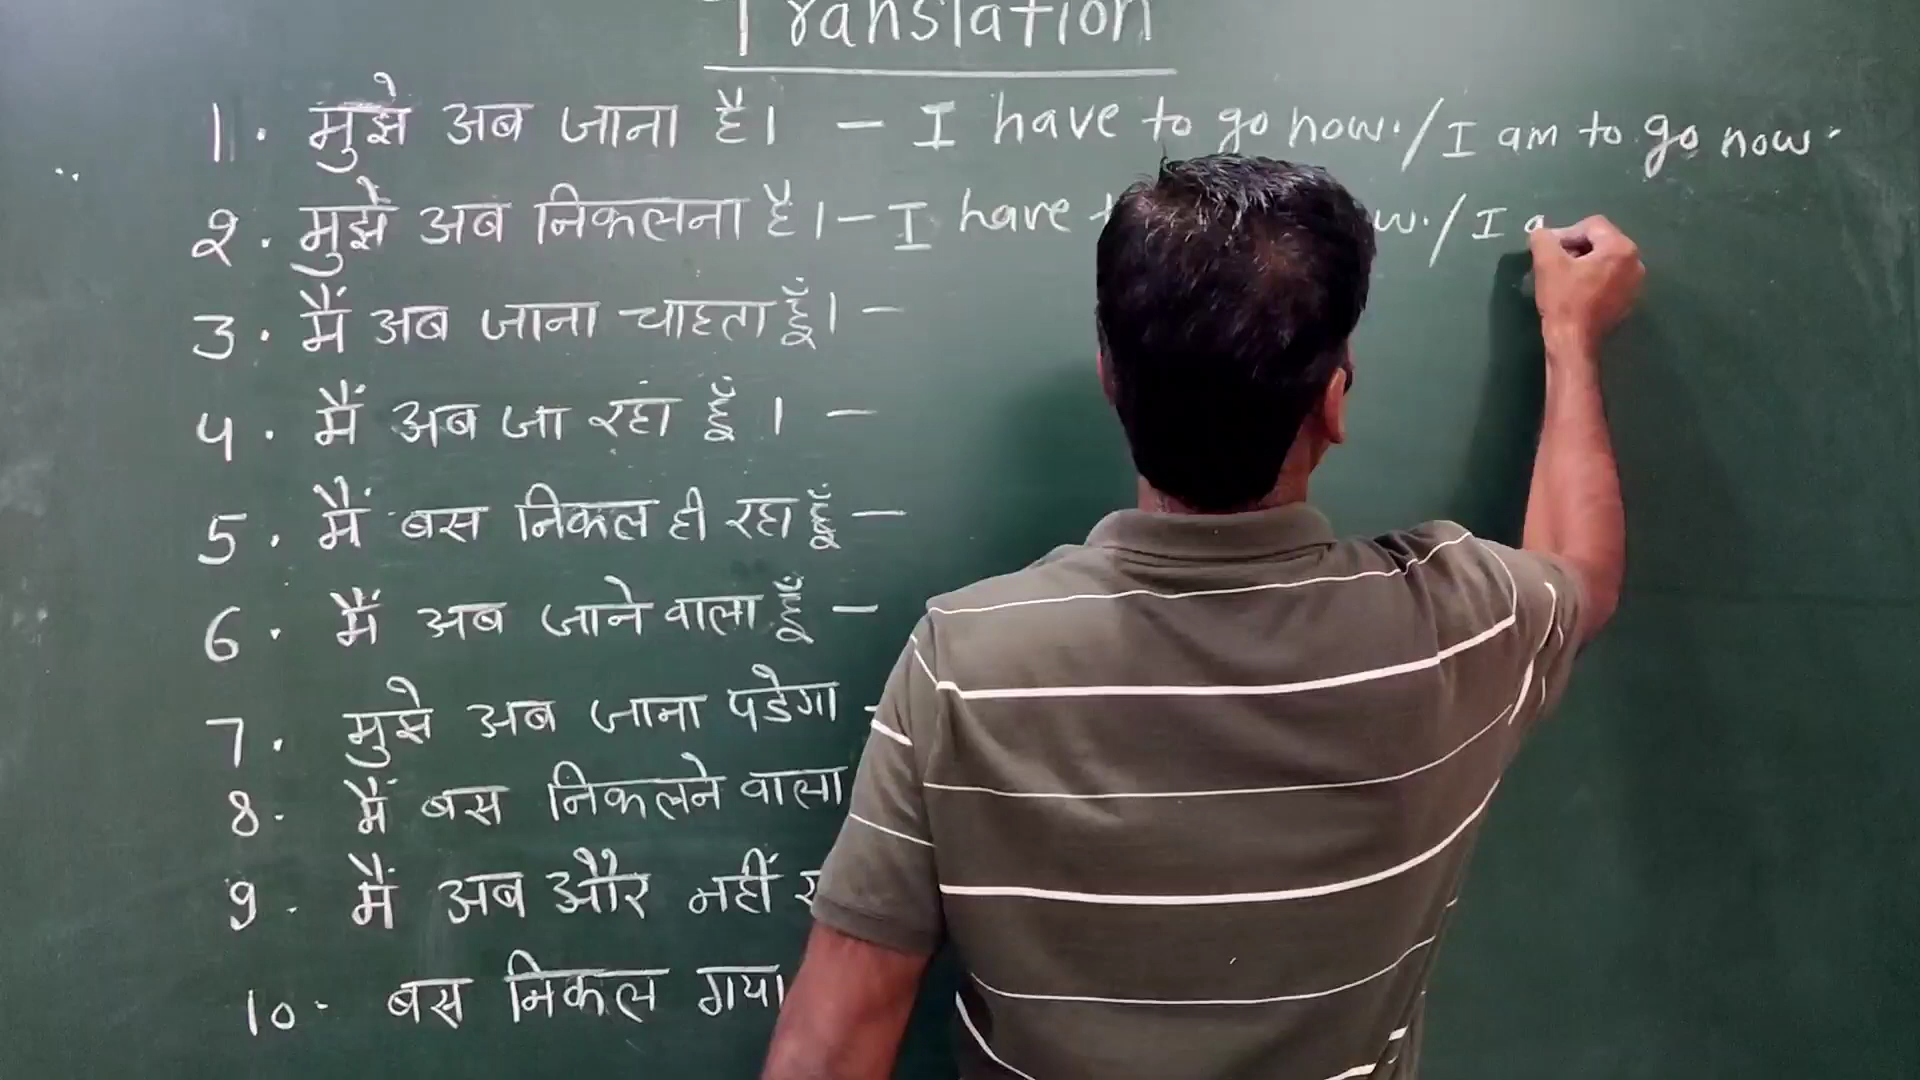 Translation
1. मुझे अब जाना है। – I have to go now. / I am to go now.
2. मुझे अब निकलना है। – I have / I
3. मैं अब जाना चाहता हूँ। –
4. मैं अब जा रहा हूँ। –
5. मैं बस निकल ही रहा हूँ –
6. मैं अब जाने वाला हूँ –
7. मुझे अब जाना पडेगा -
8. मैं बस निकलने वाला
9. मैं अब और नहीं
10. बस निकल गया